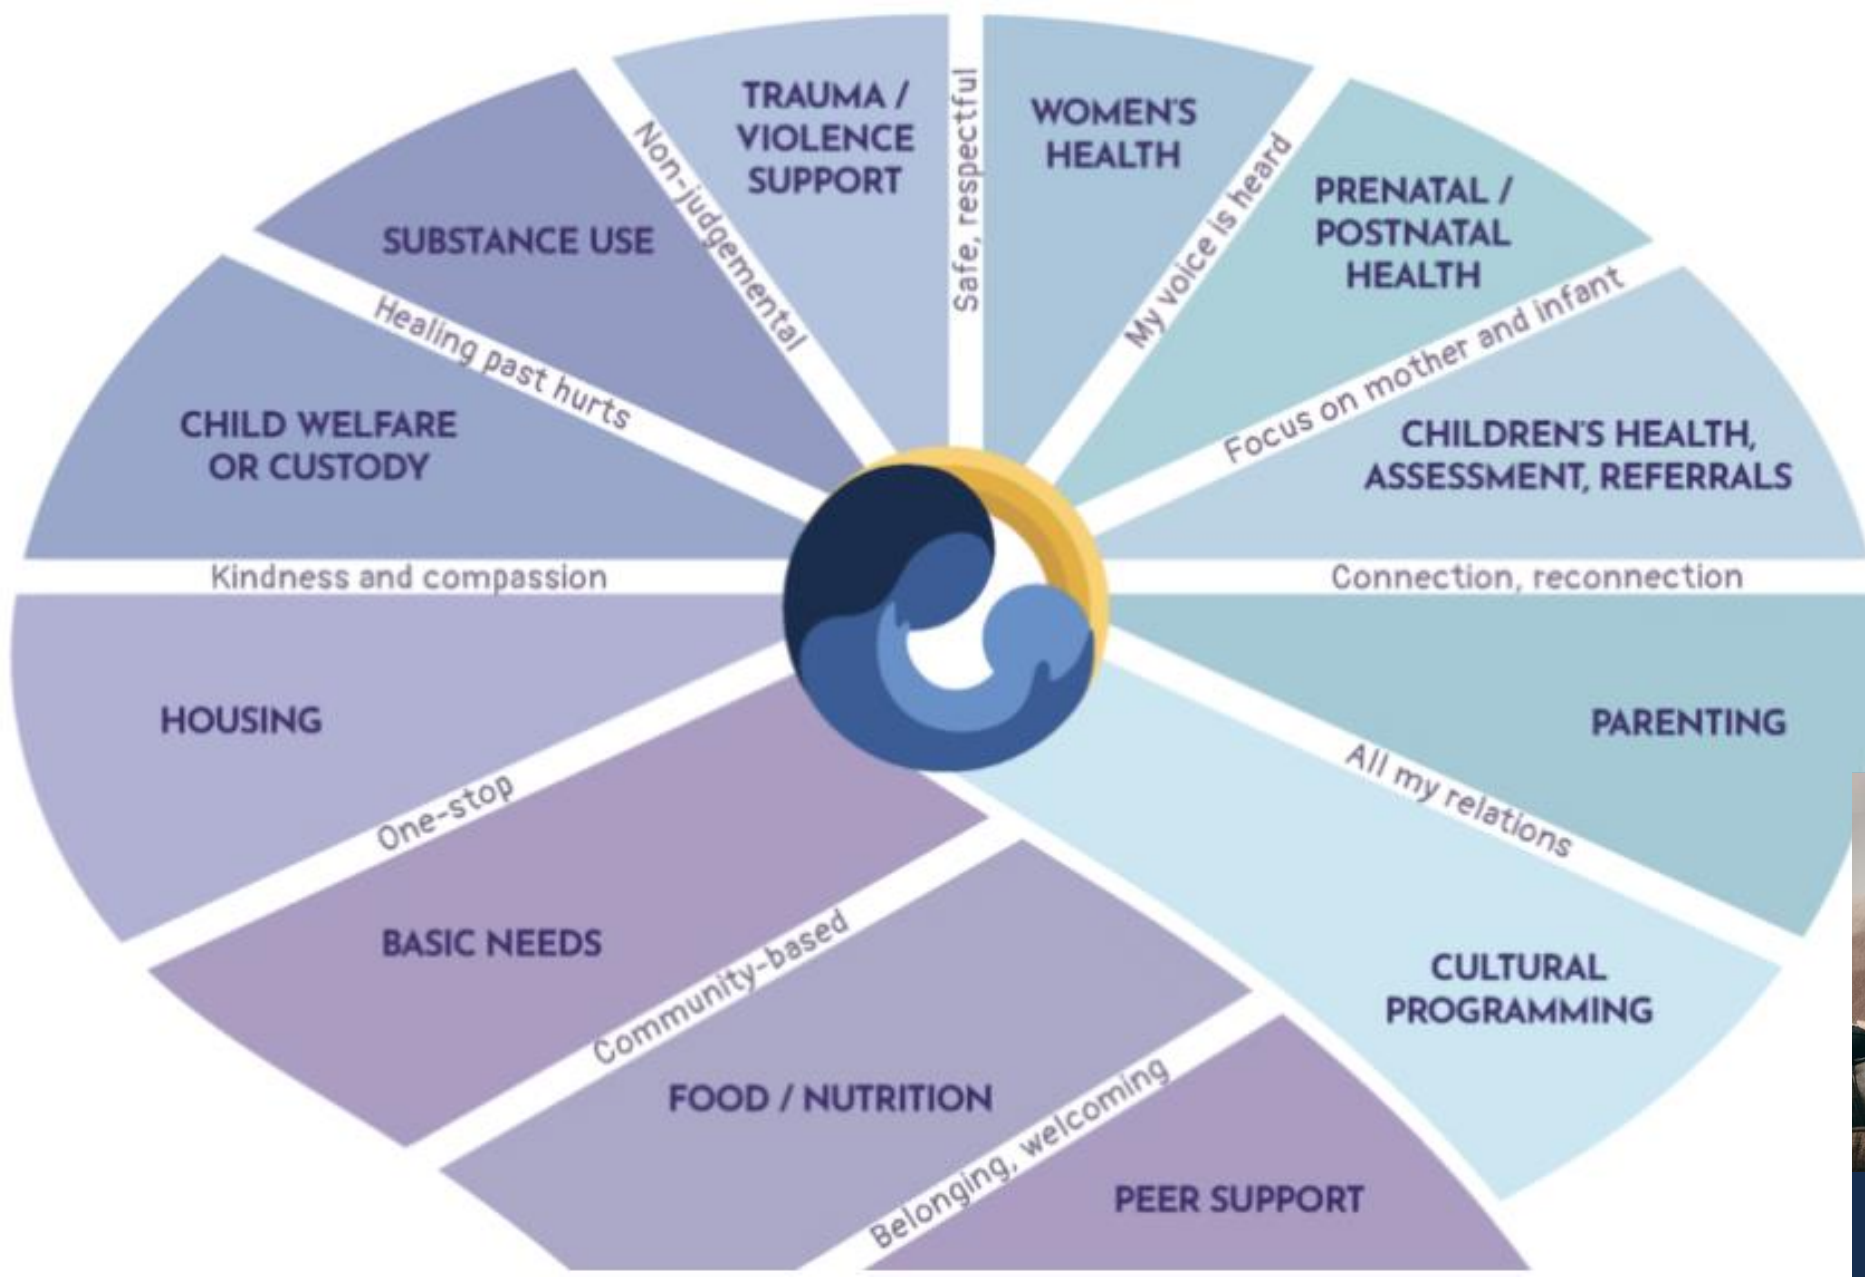 TRAUMA /
VIOLENCE
SUPPORT
Safe, respectful
WOMEN'S
HEALTH
My voice is heard
PRENATAL /
POSTNATAL
HEALTH
Focus on mother and infant
CHILDREN'S HEALTH,
ASSESSMENT, REFERRALS
Connection, reconnection
PARENTING
All my relations
CULTURAL
PROGRAMMING
PEER SUPPORT
Belonging, welcoming
FOOD / NUTRITION
Community-based
BASIC NEEDS
One-stop
HOUSING
Kindness and compassion
CHILD WELFARE
OR CUSTODY
Healing past hurts
SUBSTANCE USE
Non-judgemental